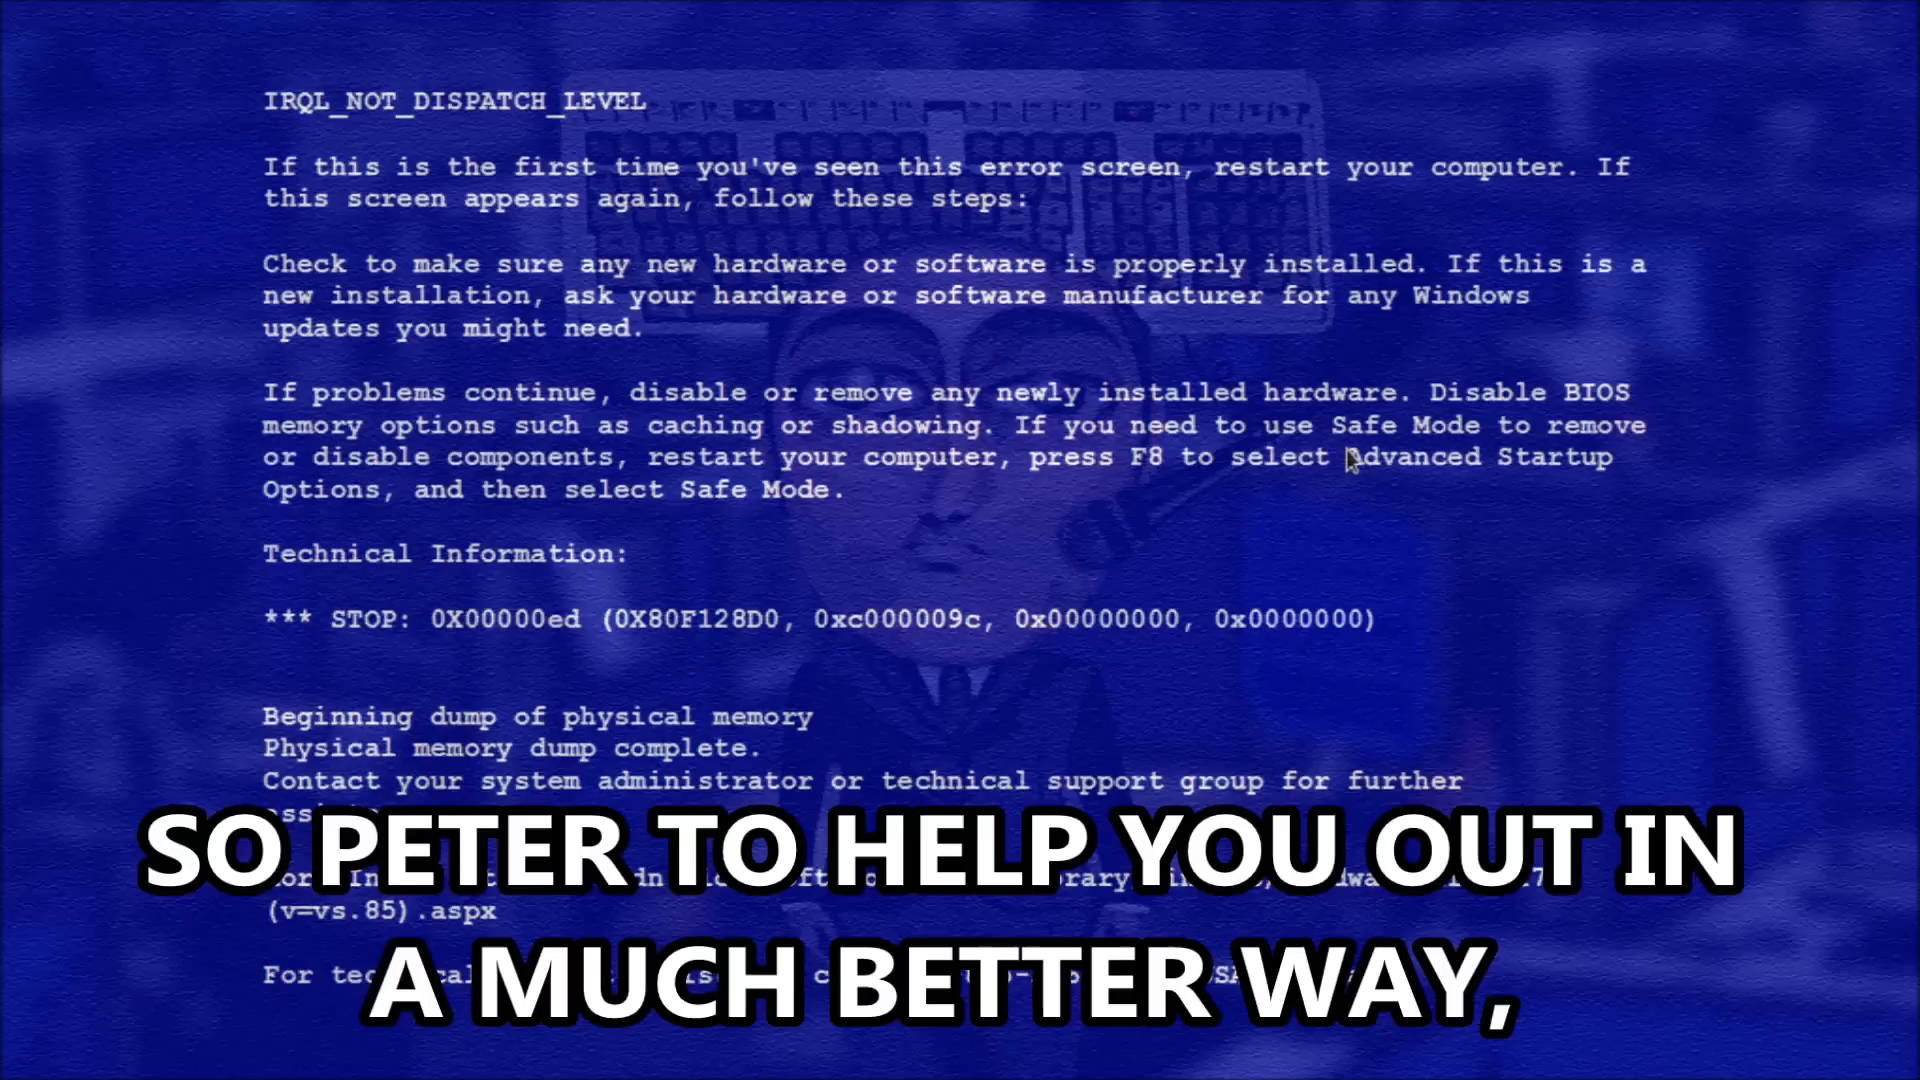 IRQL_NOT_DISPATCH_LEVEL
If this is the first time you've seen this error screen, restart your computer. If
this screen appears again, follow these steps:
Check to make sure any new hardware or software is properly installed. If this is a
new installation, ask your hardware or software manufacturer for any Windows
updates you might need.
If problems continue, disable or remove any newly installed hardware. Disable BIOS
memory options such as caching or shadowing. If you need to use Safe Mode to remove
or disable components, restart your computer, press F8 to select Advanced Startup
Options, and then select Safe Mode.
Technical Information:
*** STOP: 0X00000ed (0X80F128D0, 0xc000009c, 0x00000000, 0x0000000)
Beginning dump of physical memory
Physical memory dump complete.
Contact your system administrator or technical support group for further
SO PETER TO HELP YOU OUT IN
(v=vs.85).aspx
For
A MUCH BETTER WAY,